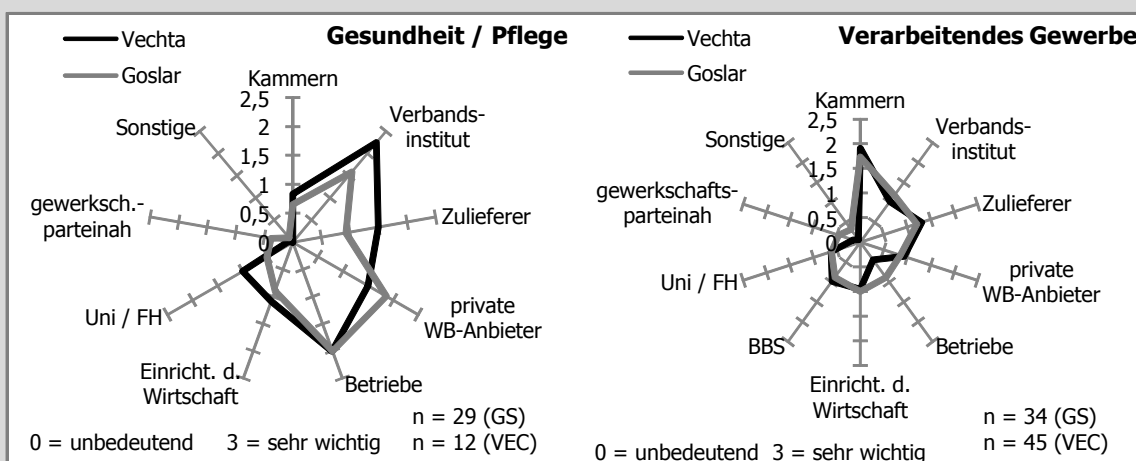 Gesundheit / Pflege
Vechta
Goslar
Kammern
2,5
2
1,5
1
0,5
0
Verbands-
institut
Zulieferer
private
WB-Anbieter
Betriebe
Einricht. d.
Wirtschaft
Uni / FH
gewerksch.-
parteinah
Sonstige
0 = unbedeutend 3 = sehr wichtig
n = 29 (GS)
n = 12 (VEC)
Verarbeitendes Gewerbe
Vechta
Goslar
Kammern
2,5
2
1,5
1
0,5
0
Verbands-
institut
Zulieferer
private
WB-Anbieter
Betriebe
Einricht. d.
Wirtschaft
BBS
Uni / FH
gewerkschafts-
parteinah
Sonstige
0 = unbedeutend 3 = sehr wichtig
n = 34 (GS)
n = 45 (VEC)